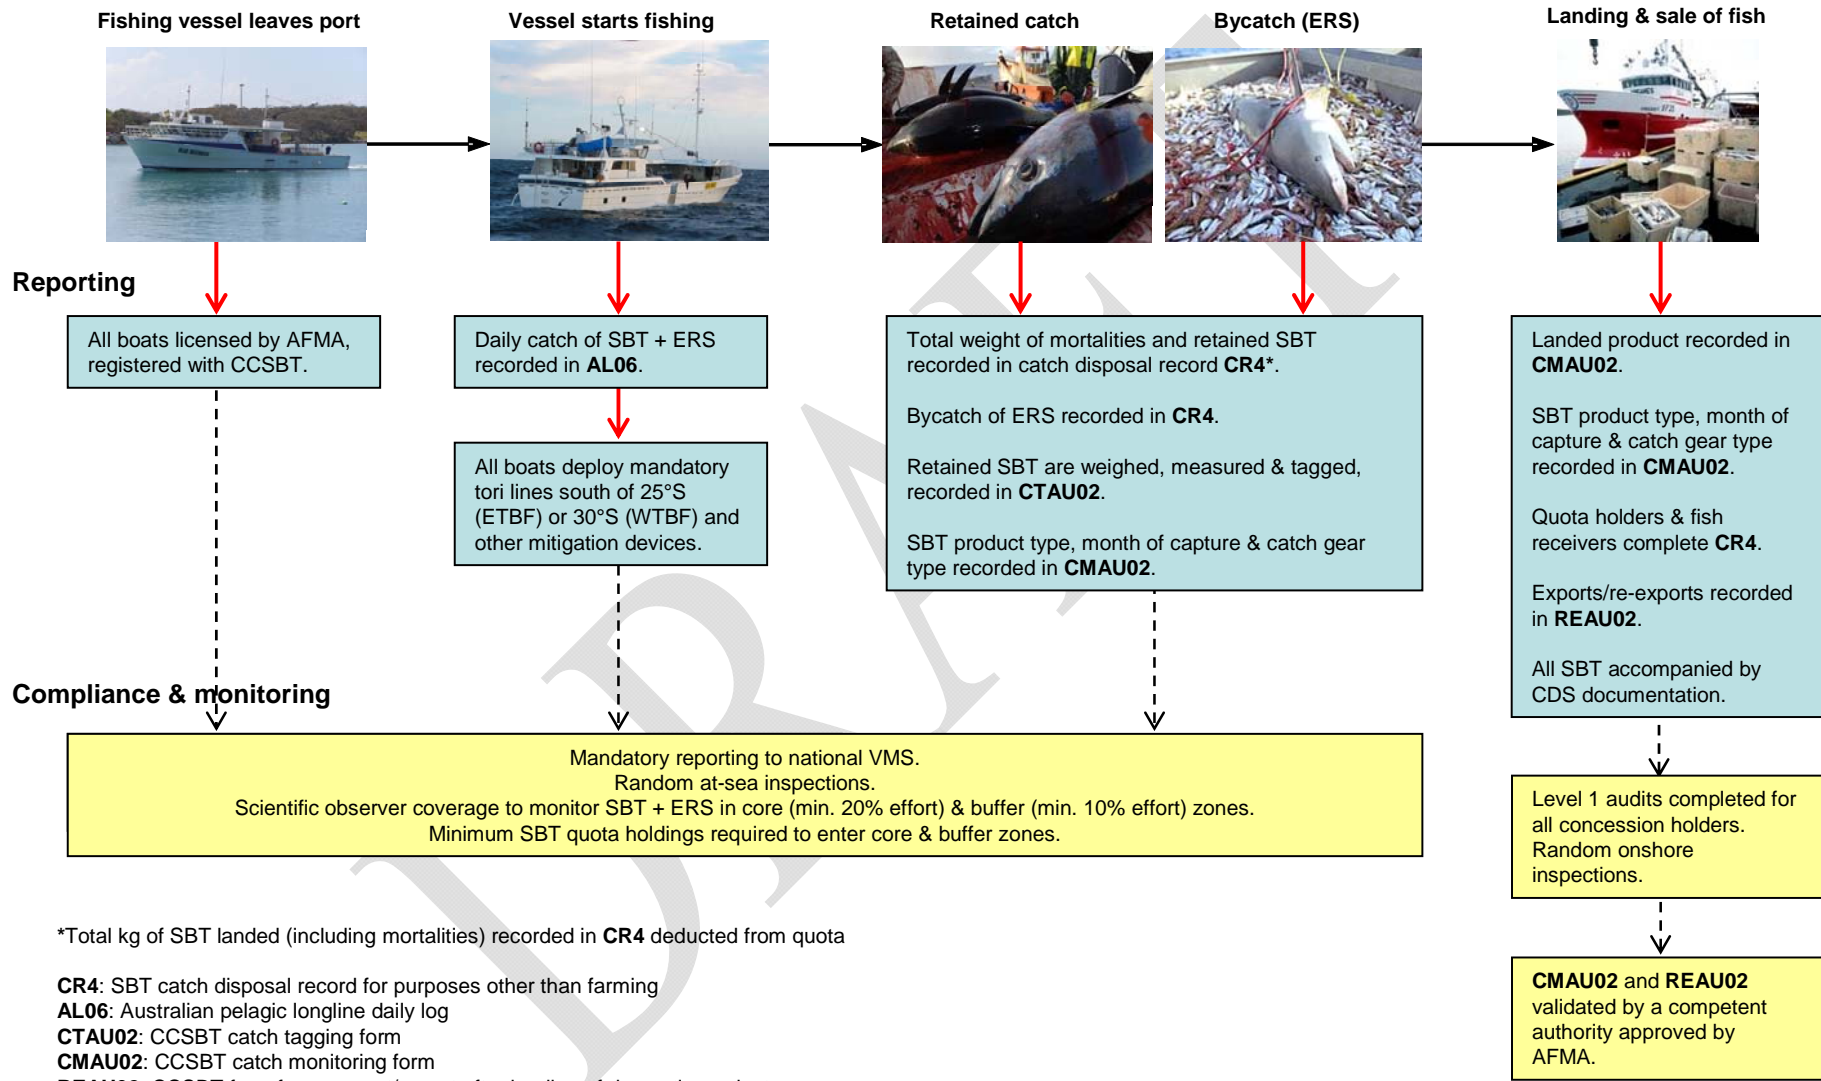 Fishing vessel leaves port
Vessel starts fishing
Retained catch
Bycatch (ERS)
Landing & sale of fish
Reporting
All boats licensed by AFMA,
registered with CCSBT.
Daily catch of SBT + ERS
recorded in AL06.
All boats deploy mandatory
tori lines south of 25°S
(ETBF) or 30°S (WTBF) and
other mitigation devices.
Total weight of mortalities and retained SBT
recorded in catch disposal record CR4*.
Bycatch of ERS recorded in CR4.
Retained SBT are weighed, measured & tagged,
recorded in CTAU02.
SBT product type, month of capture & catch gear
type recorded in CMAU02.
Landed product recorded in
CMAU02.
SBT product type, month of
capture & catch gear type
recorded in CMAU02.
Quota holders & fish
receivers complete CR4.
Exports/re-exports recorded
in REAU02.
All SBT accompanied by
CDS documentation.
Compliance & monitoring
Mandatory reporting to national VMS.
Random at-sea inspections.
Scientific observer coverage to monitor SBT + ERS in core (min. 20% effort) & buffer (min. 10% effort) zones.
Minimum SBT quota holdings required to enter core & buffer zones.
Level 1 audits completed for
all concession holders.
Random onshore
inspections.
CMAU02 and REAU02
validated by a competent
authority approved by
AFMA.
*Total kg of SBT landed (including mortalities) recorded in CR4 deducted from quota
CR4: SBT catch disposal record for purposes other than farming
AL06: Australian pelagic longline daily log
CTAU02: CCSBT catch tagging form
CMAU02: CCSBT catch monitoring form
DRAFT